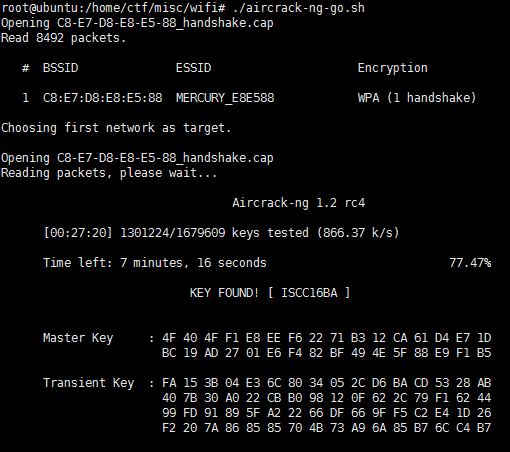 root@ubuntu:/home/ctf/misc/wifi# ./aircrack-ng-go.sh
Opening C8-E7-D8-E8-E5-88_handshake.cap
Read 8492 packets.
# BSSID ESSID Encryption
1 C8:E7:D8:E8:E5:88 MERCURY_E8E588 WPA (1 handshake)
Choosing first network as target.
Opening C8-E7-D8-E8-E5-88_handshake.cap
Reading packets, please wait...
Aircrack-ng 1.2 rc4
[00:27:20] 1301224/1679609 keys tested (866.37 k/s)
Time left: 7 minutes, 16 seconds 77.47%
KEY FOUND! [ ISCC16BA ]
Master Key : 4F 40 4F F1 E8 EE F6 22 71 B3 12 CA 61 D4 E7 1D
BC 19 AD 27 01 E6 F4 82 BF 49 4E 5F 88 E9 F1 B5
Transient Key : FA 15 3B 04 E3 6C 80 34 05 2C D6 BA CD 53 28 AB
40 7B 30 A0 22 CB B0 98 12 0F 62 2C 79 F1 62 44
99 FD 91 89 5F A2 22 66 DF 66 9F F5 C2 E4 1D 26
F2 20 7A 86 85 85 70 4B 73 A9 6A 85 B7 6C C4 B7